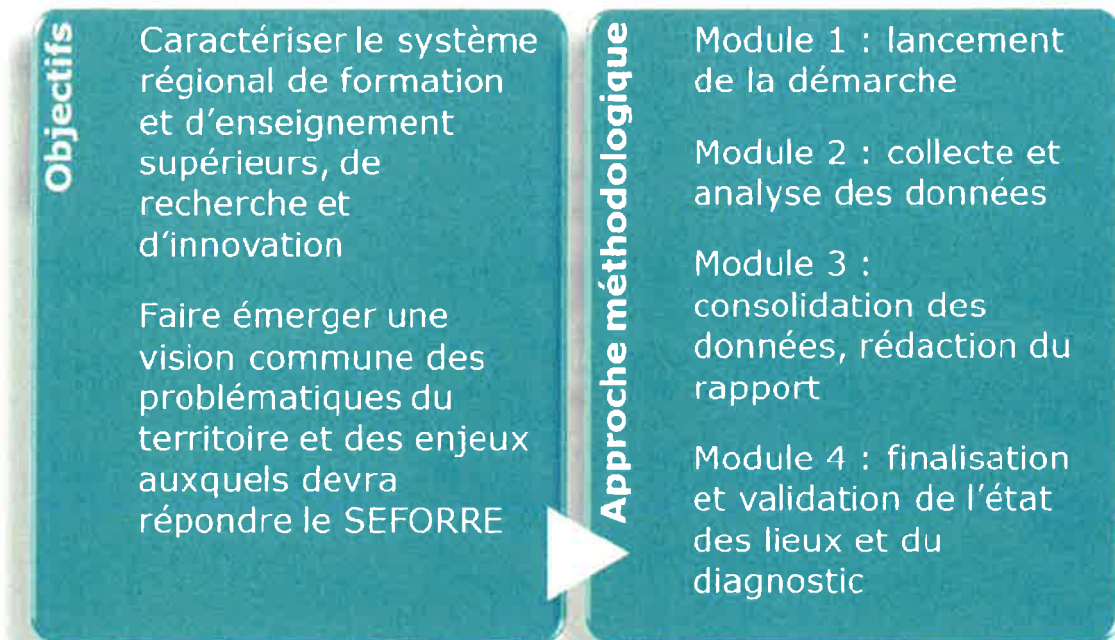 Objectifs
Caractériser le système
régional de formation
et d'enseignement
supérieurs, de
recherche et
d'innovation
Faire émerger une
vision commune des
problématiques du
territoire et des enjeux
auxquels devra
répondre le SEFORRE
Approche méthodologique
Module 1 : lancement
de la démarche
Module 2 : collecte et
analyse des données
Module 3 :
consolidation des
données, rédaction du
rapport
Module 4 : finalisation
et validation de l'état
des lieux et du
diagnostic